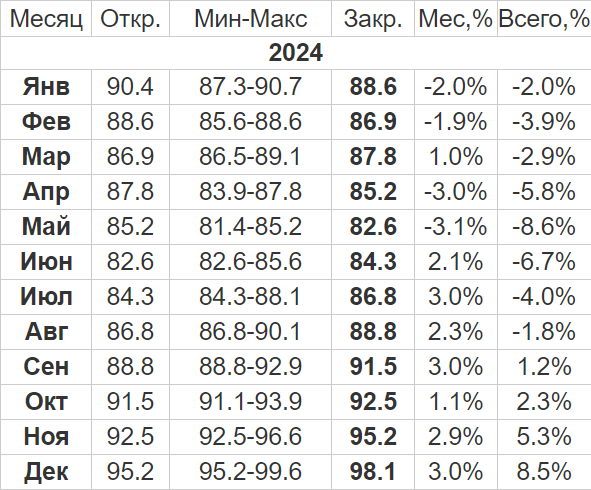 Месяц Откр. Мин-Макс Закр. Мес,% Всего,%
2024
Янв 90.4 87.3-90.7 88.6 -2.0% -2.0%
Фев 88.6 85.6-88.6 86.9 -1.9% -3.9%
Мар 86.9 86.5-89.1 87.8 1.0% -2.9%
Апр 87.8 83.9-87.8 85.2 -3.0% -5.8%
Май 85.2 81.4-85.2 82.6 -3.1% -8.6%
Июн 82.6 82.6-85.6 84.3 2.1% -6.7%
Июл 84.3 84.3-88.1 86.8 3.0% -4.0%
Авг 86.8 86.8-90.1 88.8 2.3% -1.8%
Сен 88.8 88.8-92.9 91.5 3.0% 1.2%
Окт 91.5 91.1-93.9 92.5 1.1% 2.3%
Ноя 92.5 92.5-96.6 95.2 2.9% 5.3%
Дек 95.2 95.2-99.6 98.1 3.0% 8.5%